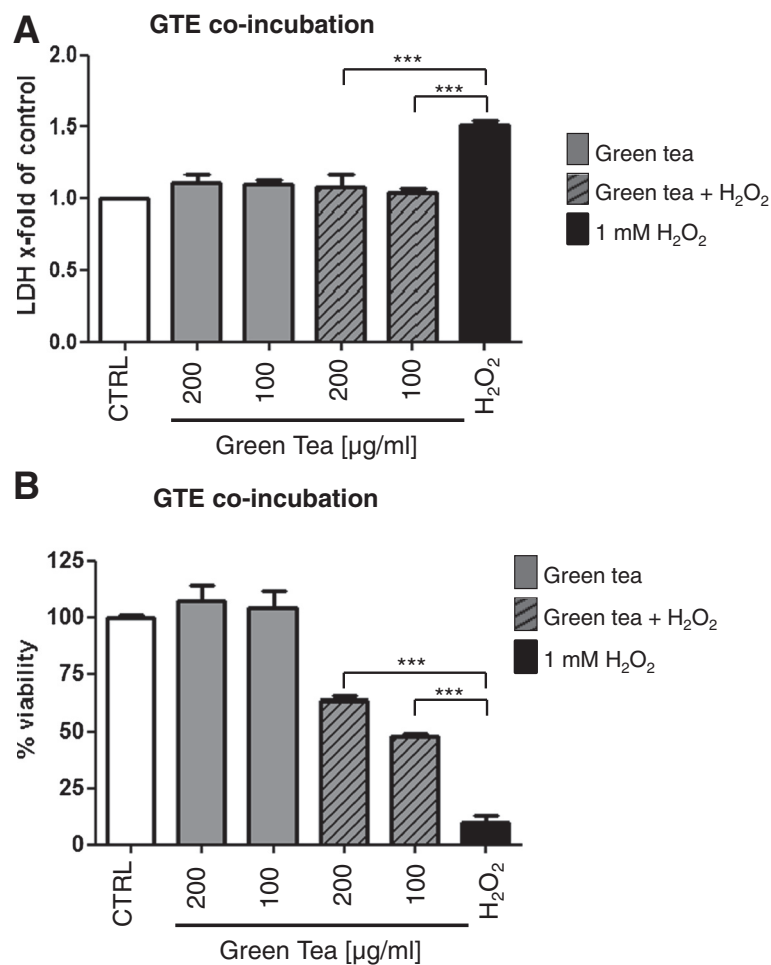 A
GTE co-incubation
LDH x-fold of control
2.0
1.5
1.0
0.5
0.0
***
***
Green tea
Green tea + H₂O₂
1 mM H₂O₂
CTRL
200
100
200
100
H₂O₂
Green Tea [µg/ml]
B
GTE co-incubation
% viability
125
100
75
50
25
0
***
***
Green tea
Green tea + H₂O₂
1 mM H₂O₂
CTRL
200
100
200
100
H₂O₂
Green Tea [µg/ml]